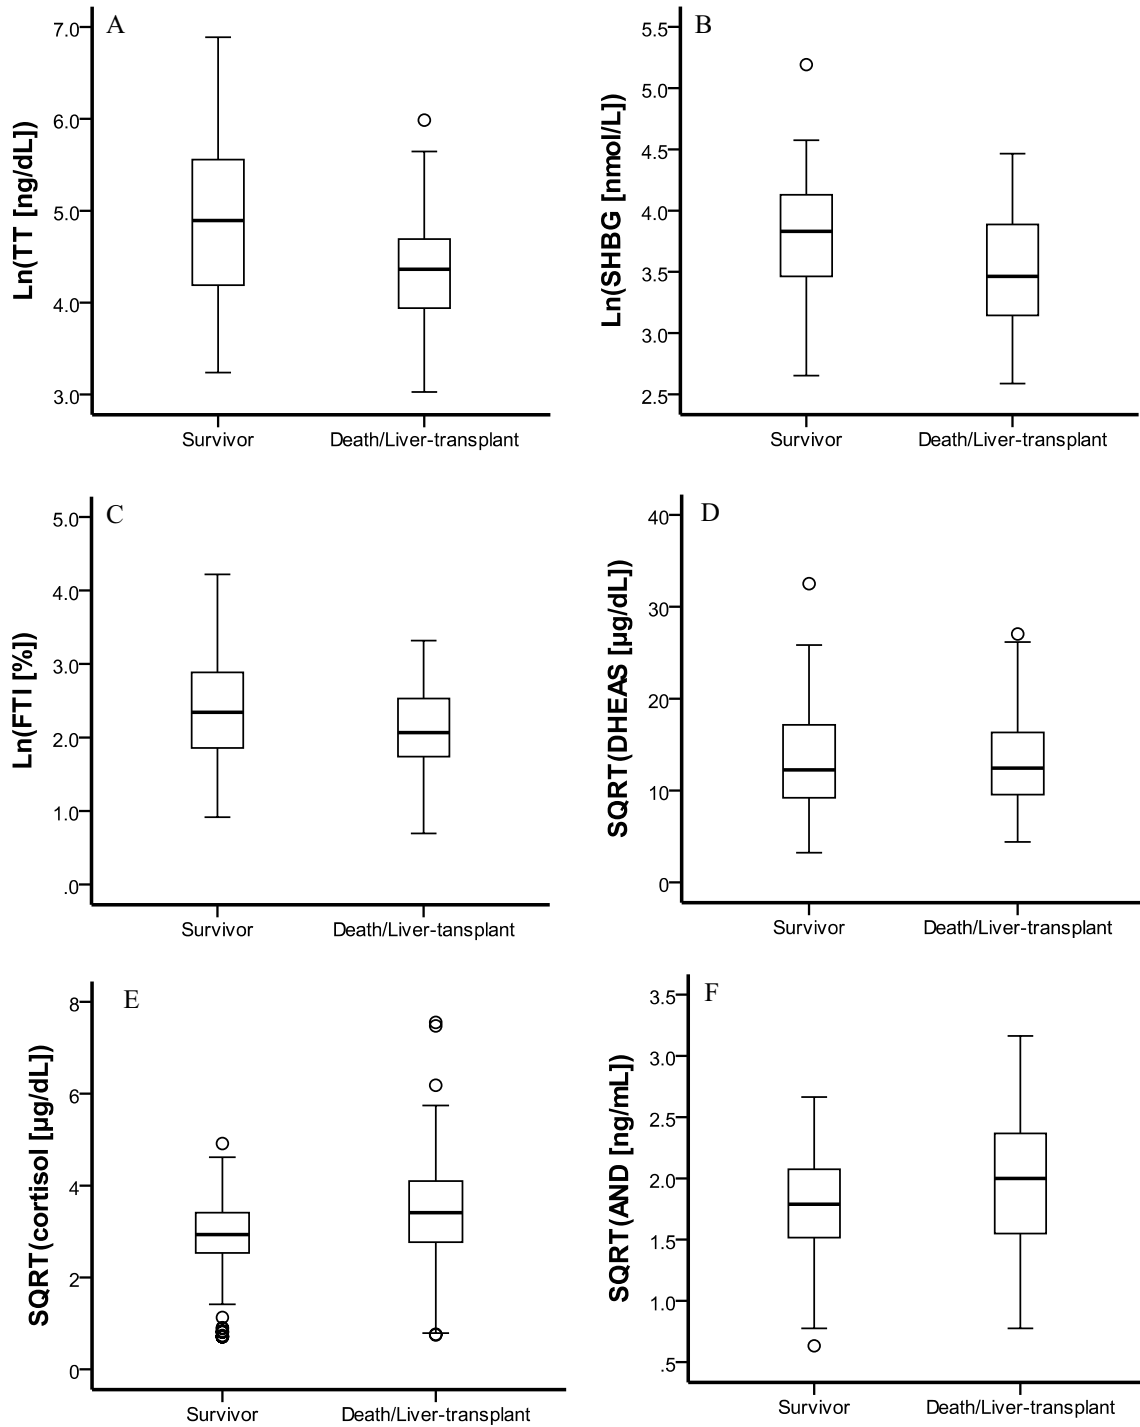 A
Ln(TT [ng/dL])
7.0
6.0
5.0
4.0
3.0
Survivor Death/Liver-transplant
B
Ln(SHBG [nmol/L])
5.5
5.0
4.5
4.0
3.5
3.0
2.5
Survivor Death/Liver-transplant
C
Ln(FTI [%])
5.0
4.0
3.0
2.0
1.0
.0
Survivor Death/Liver-tansplant
D
SQRT(DHEAS [µg/dL])
40
30
20
10
0
Survivor Death/Liver-transplant
E
SQRT(cortisol [µg/dL])
8
6
4
2
0
Survivor Death/Liver-transplant
F
SQRT(AND [ng/mL])
3.5
3.0
2.5
2.0
1.5
1.0
.5
Survivor Death/Liver-transplant